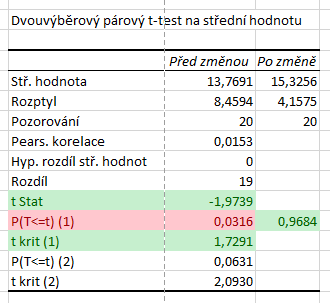 Dvouvýběrový párový t-test na střední hodnotu
Před změnou Po změně
Stř. hodnota 13,7691 15,3256
Rozptyl 8,4594 4,1575
Pozorování 20 20
Pears. korelace 0,0153
Hyp. rozdíl stř. hodnot 0
Rozdíl 19
t Stat -1,9739
P(T<=t) (1) 0,0316 0,9684
t krit (1) 1,7291
P(T<=t) (2) 0,0631
t krit (2) 2,0930